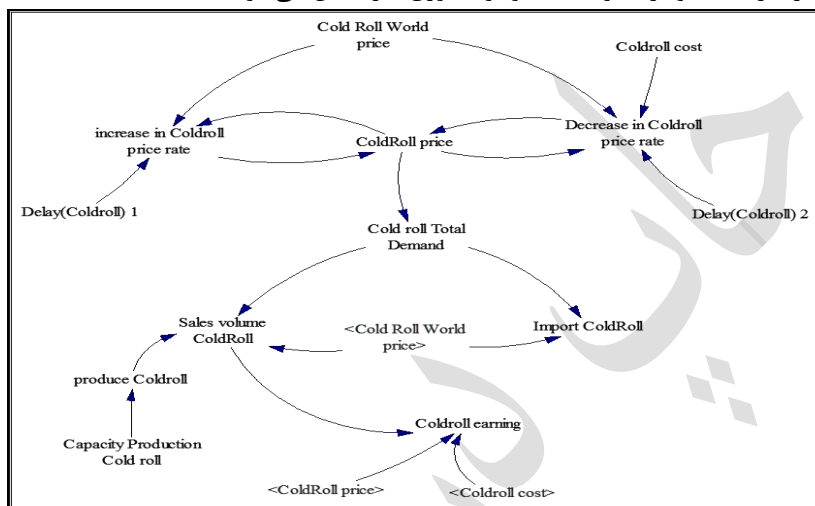 Cold Roll World
price
Coldroll cost
increase in Coldroll
price rate
ColdRoll price
Decrease in Coldroll
price rate
Delay(Coldroll) 1
Delay(Coldroll) 2
Cold roll Total
Demand
Sales volume
ColdRoll
<Cold Roll World
price>
Import ColdRoll
produce Coldroll
Capacity Production
Cold roll
Coldroll earning
<ColdRoll price>
<Coldroll cost>